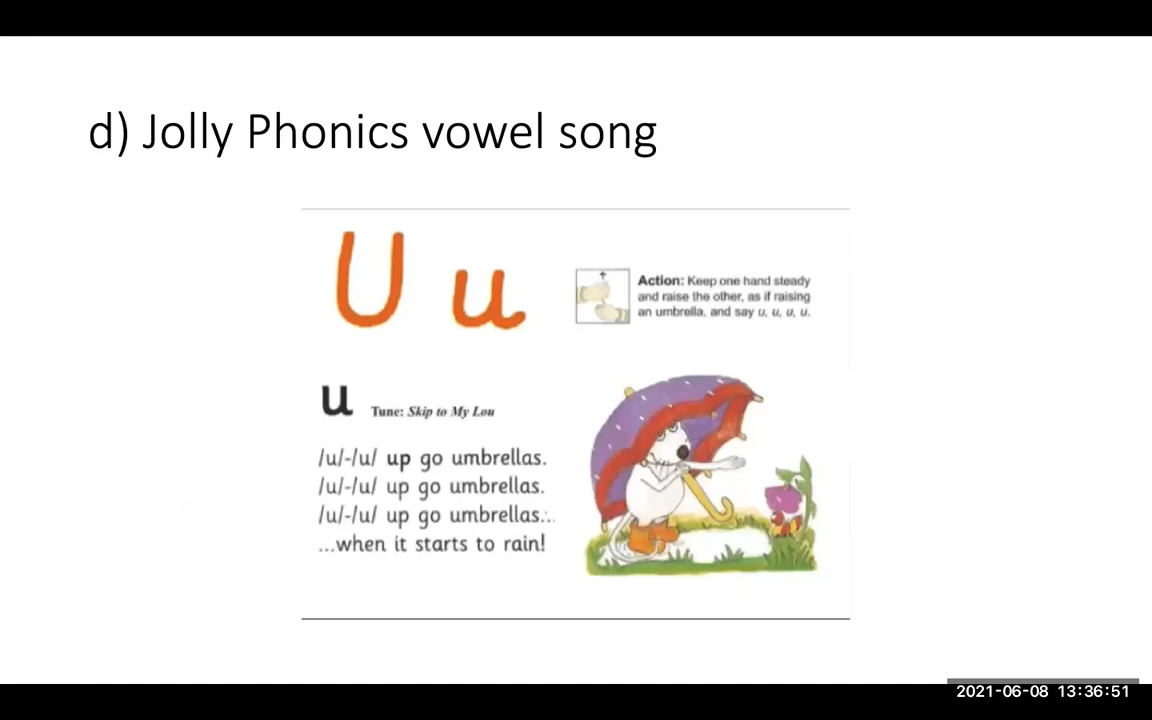 d) Jolly Phonics vowel song
U u
Action: Keep one hand steady
and raise the other, as if raising
an umbrella, and say u, u, u, u.
u Tune: Skip to My Lou
/u/-/u/ up go umbrellas.
/u/-/u/ up go umbrellas.
/u/-/u/ up go umbrellas...
...when it starts to rain!
2021-06-08 13:36:51